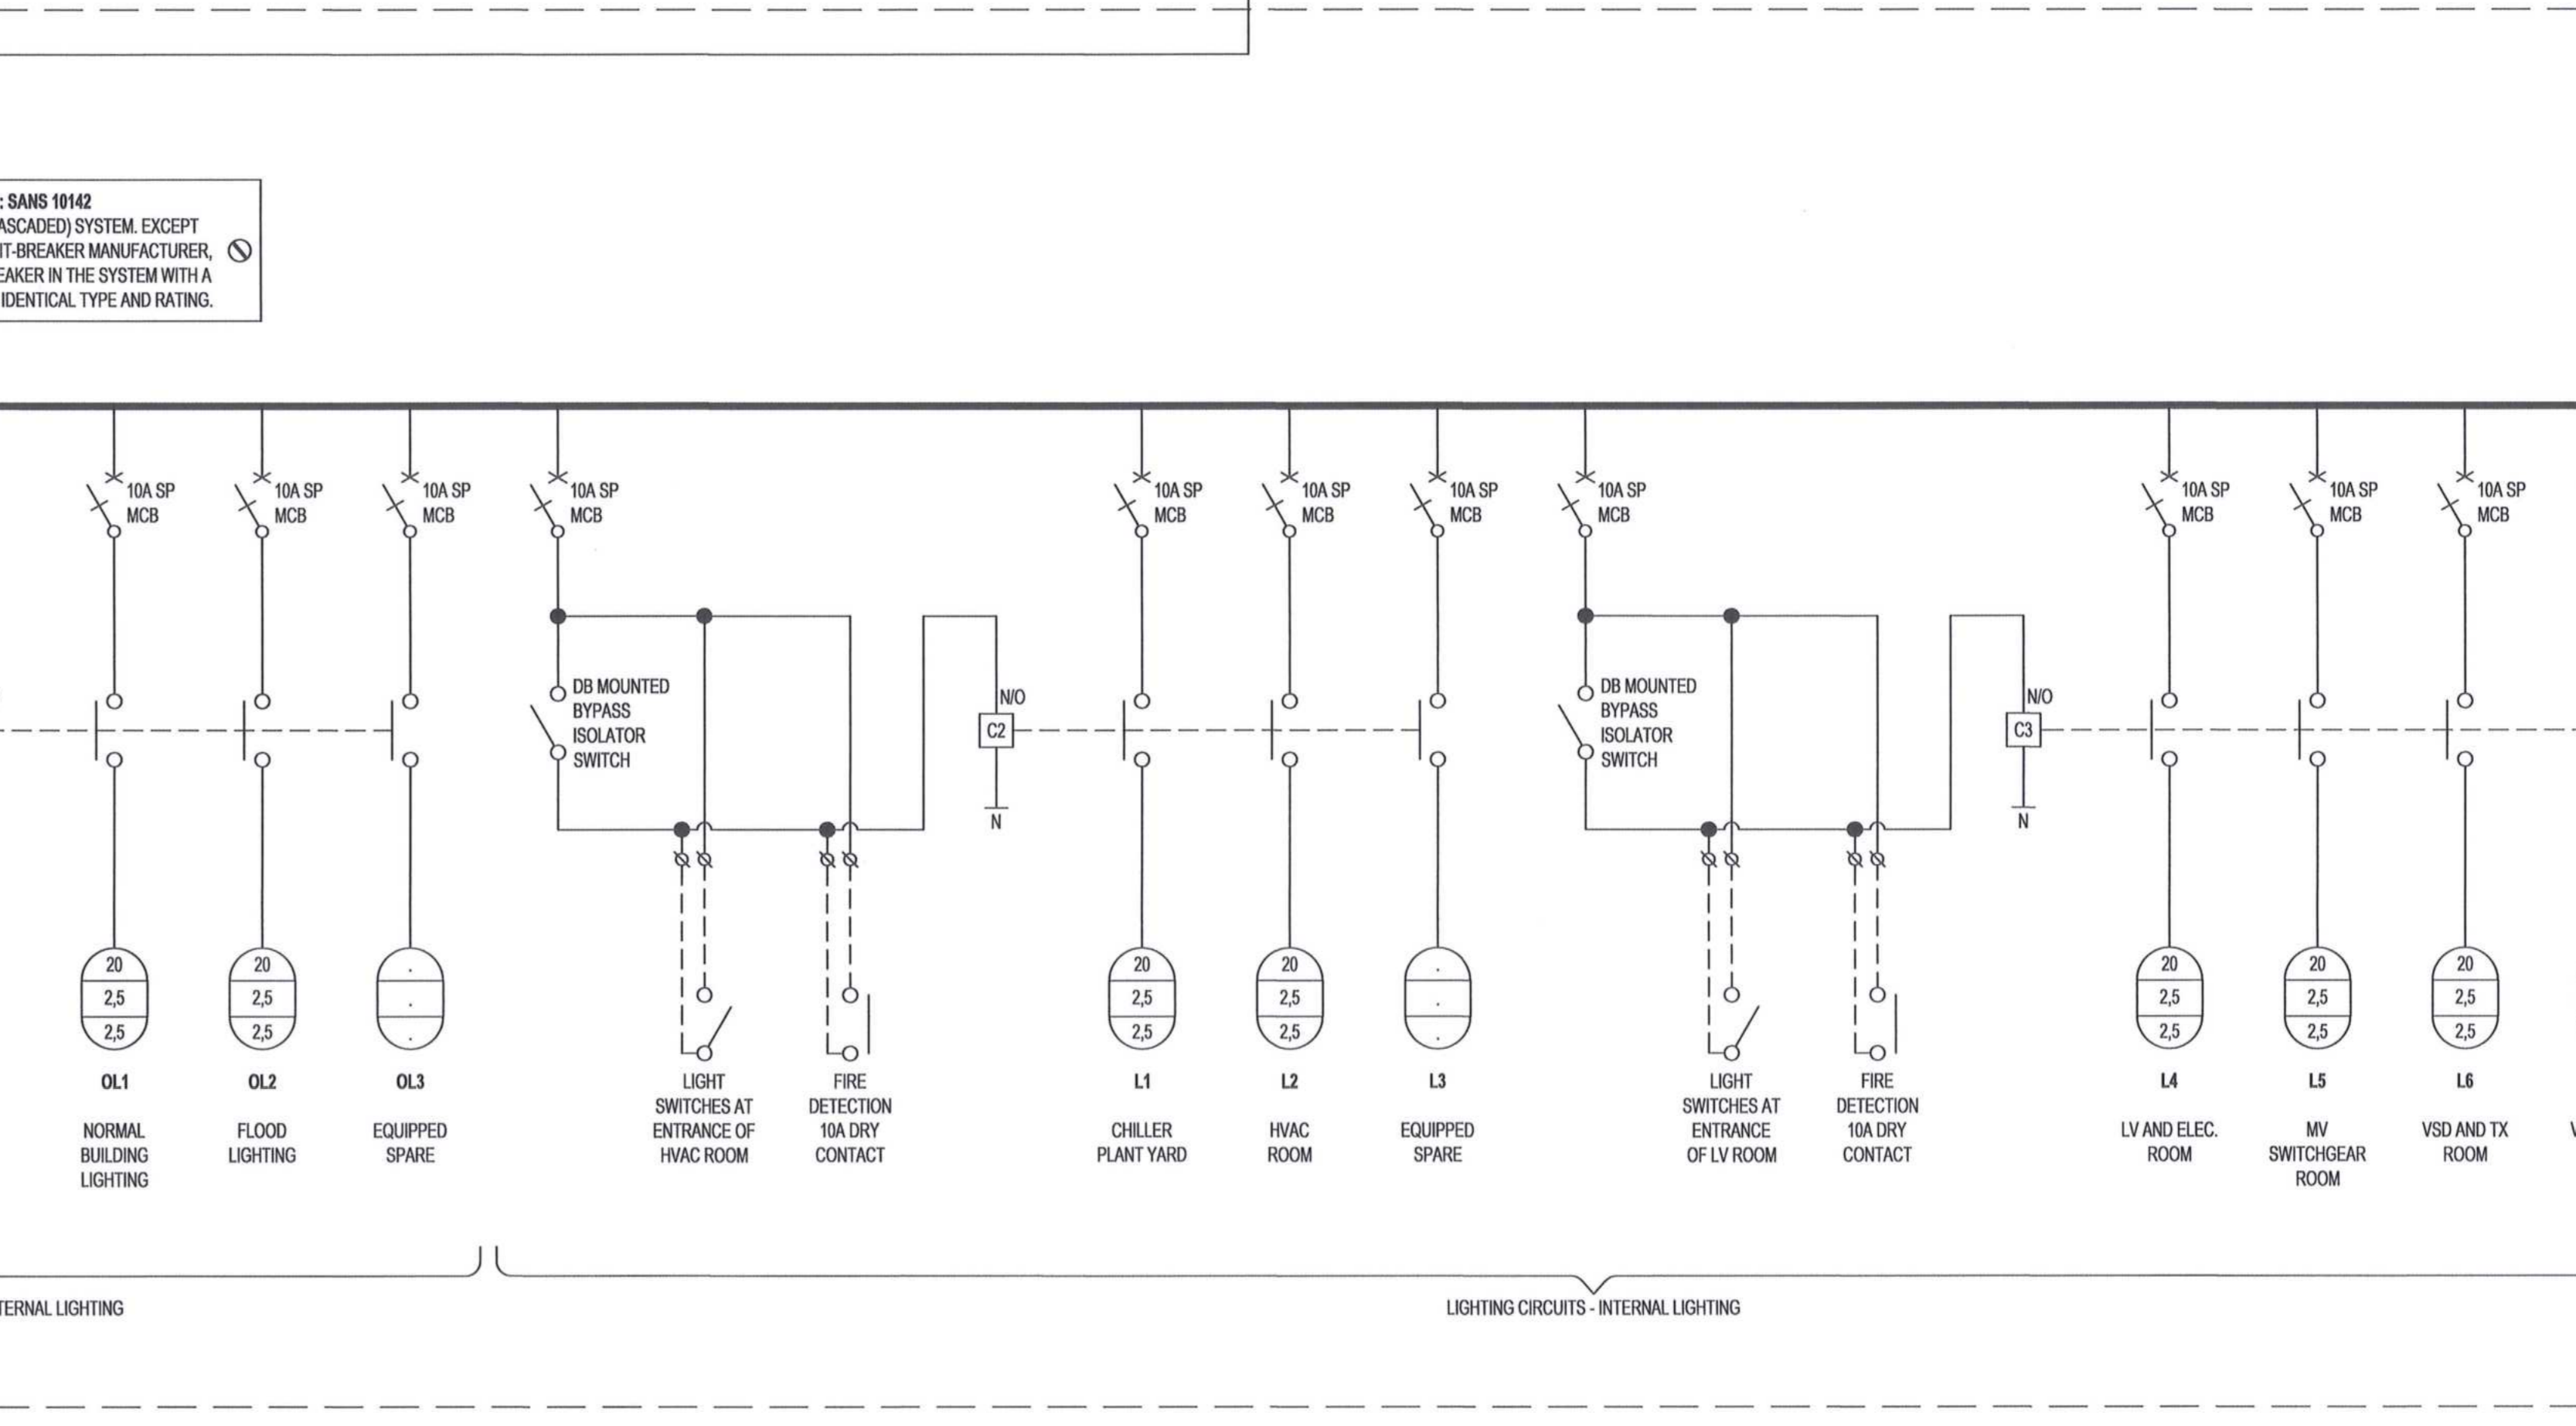 : SANS 10142
ASCADED) SYSTEM. EXCEPT
IT-BREAKER MANUFACTURER,
EAKER IN THE SYSTEM WITH A
IDENTICAL TYPE AND RATING.
10A SP
MCB
10A SP
MCB
10A SP
MCB
10A SP
MCB
10A SP
MCB
10A SP
MCB
10A SP
MCB
10A SP
MCB
10A SP
MCB
10A SP
MCB
10A SP
MCB
DB MOUNTED
BYPASS
ISOLATOR
SWITCH
N/O
C2
N
DB MOUNTED
BYPASS
ISOLATOR
SWITCH
N/O
C3
N
20
2,5
2,5
OL1
NORMAL
BUILDING
LIGHTING
20
2,5
2,5
OL2
FLOOD
LIGHTING
.
.
.
OL3
EQUIPPED
SPARE
LIGHT
SWITCHES AT
ENTRANCE OF
HVAC ROOM
FIRE
DETECTION
10A DRY
CONTACT
20
2,5
2,5
L1
CHILLER
PLANT YARD
20
2,5
2,5
L2
HVAC
ROOM
.
.
.
L3
EQUIPPED
SPARE
LIGHT
SWITCHES AT
ENTRANCE
OF LV ROOM
FIRE
DETECTION
10A DRY
CONTACT
20
2,5
2,5
L4
LV AND ELEC.
ROOM
20
2,5
2,5
L5
MV
SWITCHGEAR
ROOM
20
2,5
2,5
L6
VSD AND TX
ROOM
TERNAL LIGHTING
LIGHTING CIRCUITS - INTERNAL LIGHTING